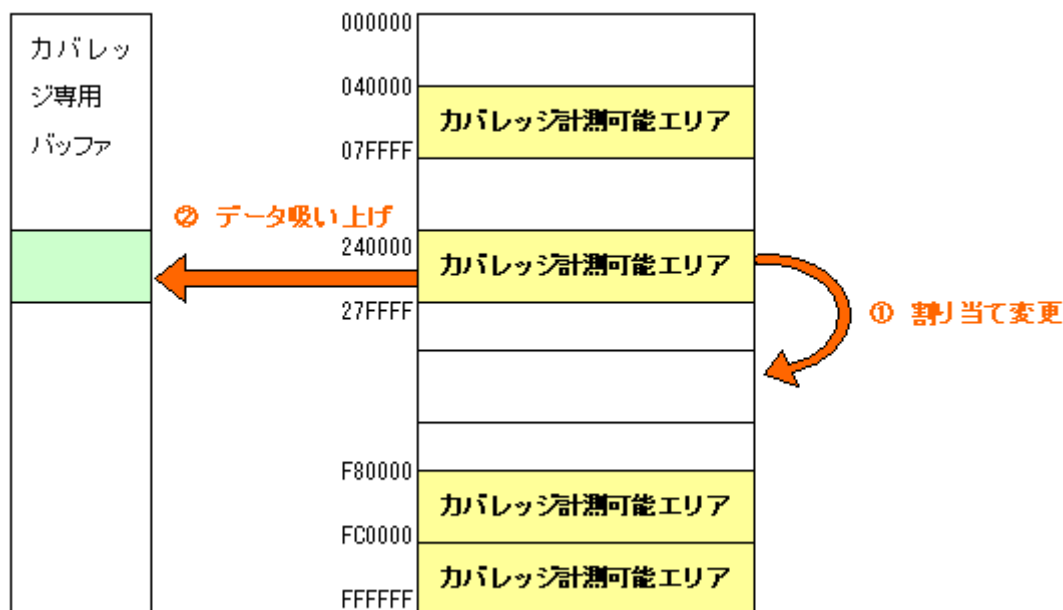 カバレッ
ジ専用
バッファ
000000
040000
カバレッジ計測可能エリア
07FFFF
② データ吸い上げ
240000
カバレッジ計測可能エリア
27FFFF
① 割り当て変更
F80000
カバレッジ計測可能エリア
FC0000
カバレッジ計測可能エリア
FFFFFF